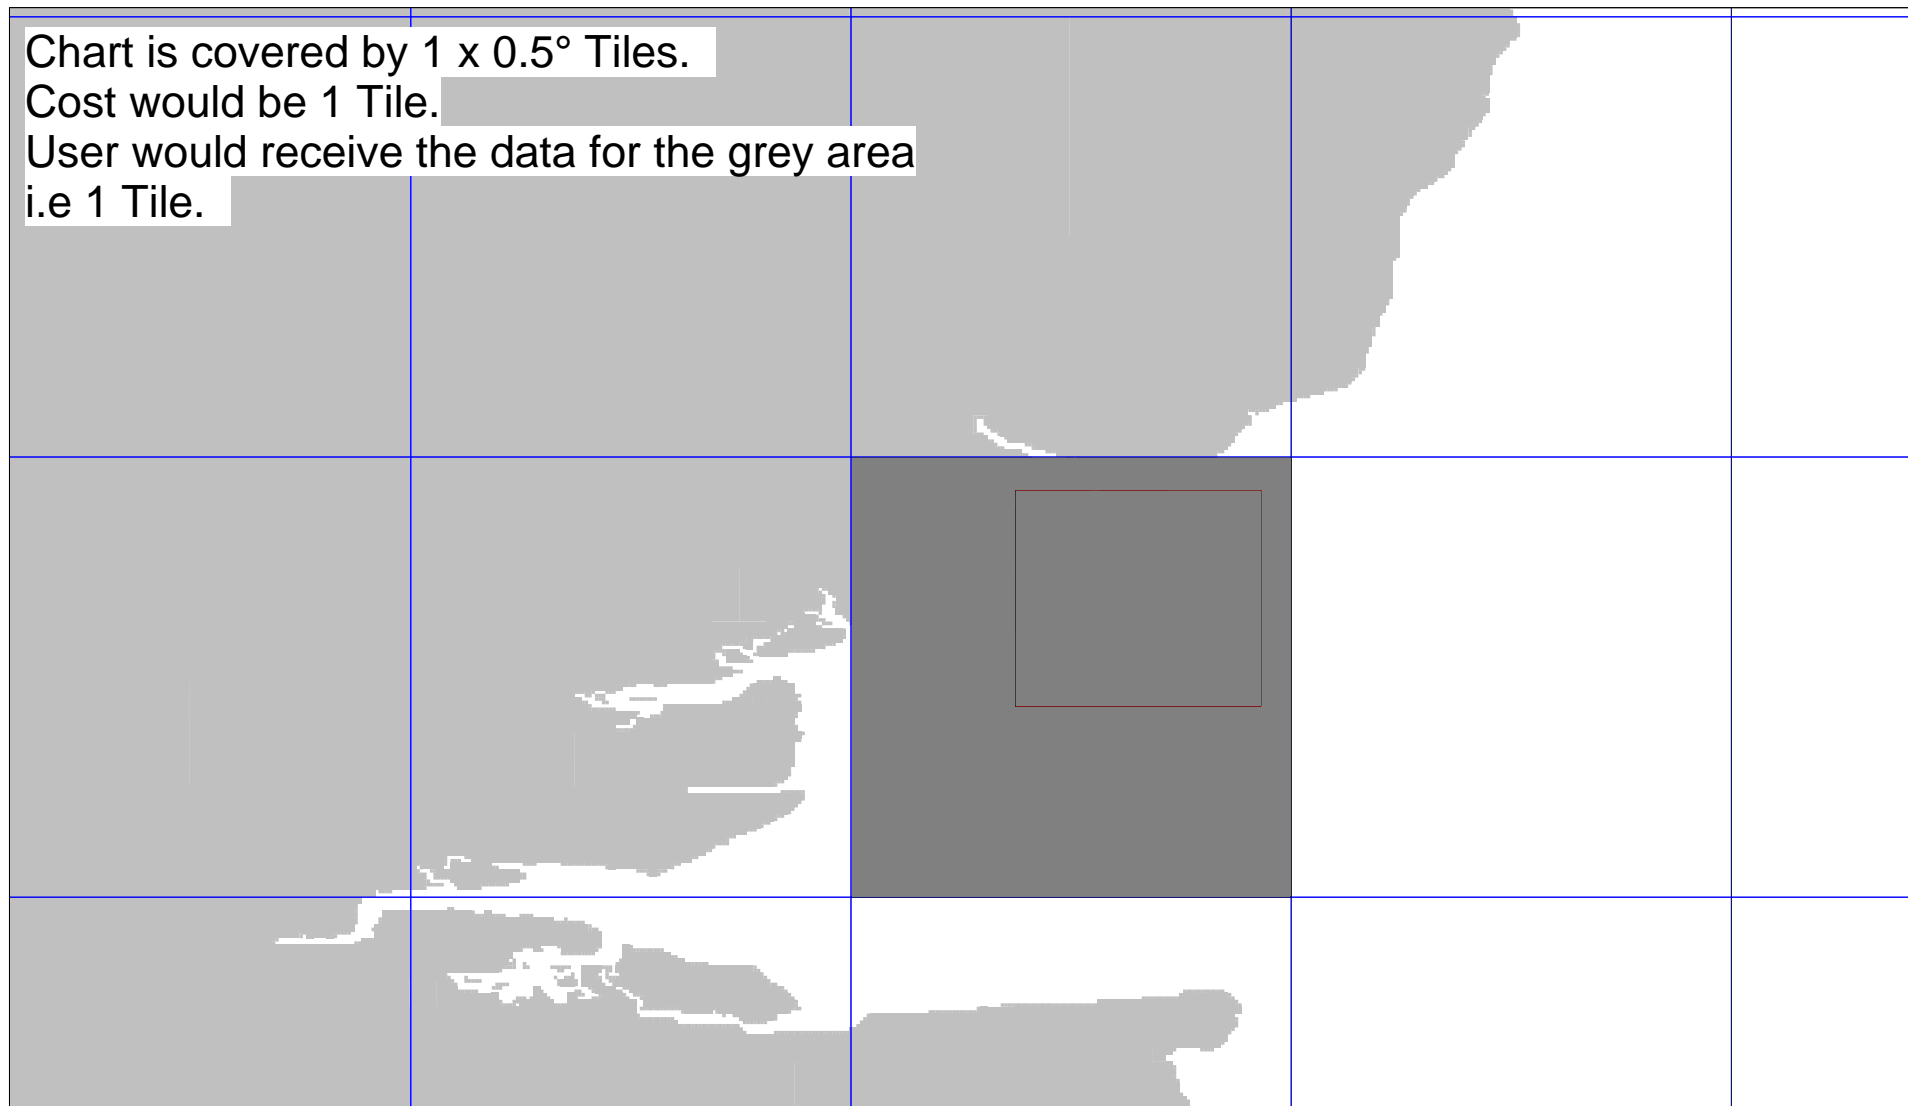 Chart is covered by 1 x 0.5° Tiles.
Cost would be 1 Tile.
User would receive the data for the grey area
i.e 1 Tile.